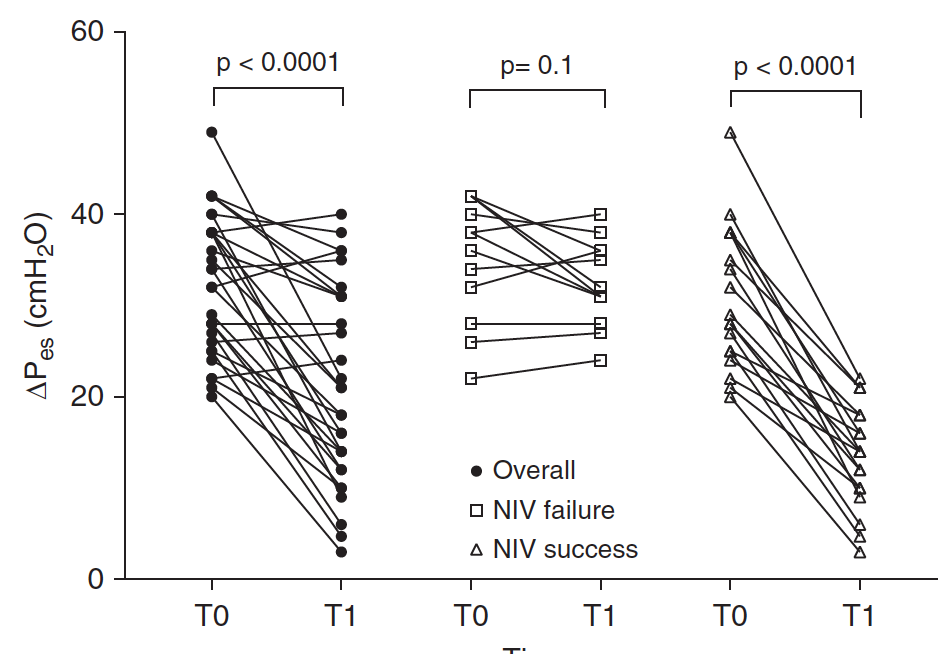 60
p < 0.0001
p= 0.1
p < 0.0001
40
ΔPes (cmH2O)
20
Overall
NIV failure
NIV success
0
T0
T1
T0
T1
T0
T1